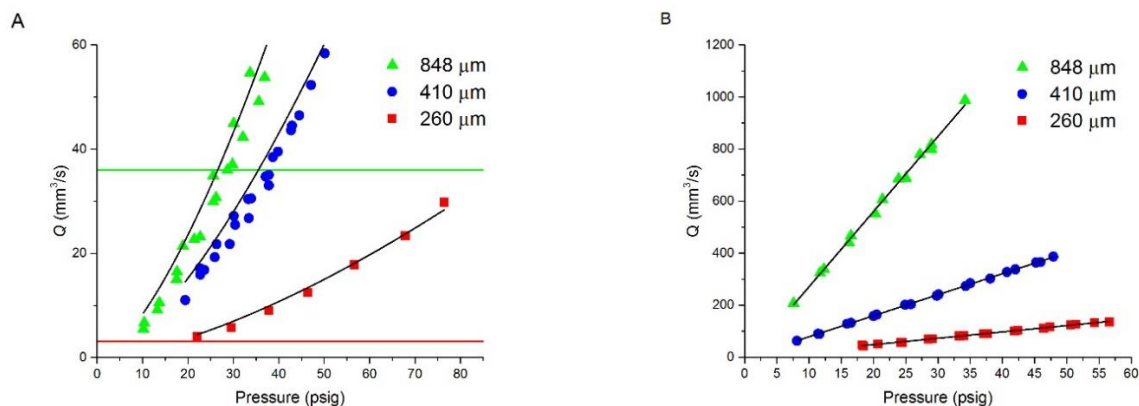 A
Q (mm³/s)
60
40
20
0
848 μm
410 μm
260 μm
0 10 20 30 40 50 60 70 80
Pressure (psig)
B
Q (mm³/s)
1200
1000
800
600
400
200
0
848 μm
410 μm
260 μm
0 5 10 15 20 25 30 35 40 45 50 55 60
Pressure (psig)